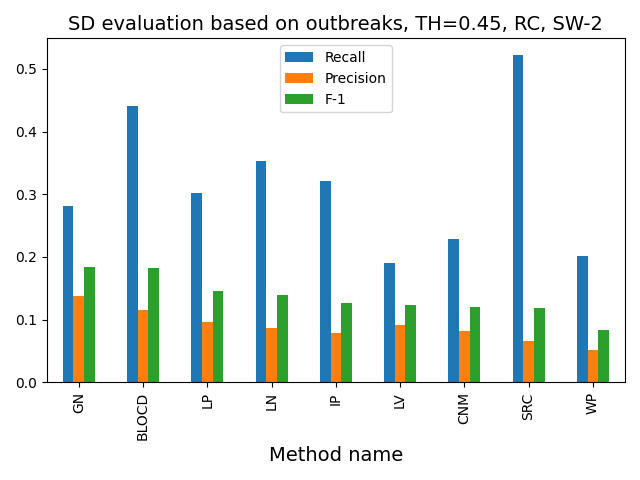 SD evaluation based on outbreaks, TH=0.45, RC, SW-2
Recall
Precision
F-1
0.5
0.4
0.3
0.2
0.1
0.0
GN
BLOCD
LP
LN
IP
LV
CNM
SRC
WP
Method name